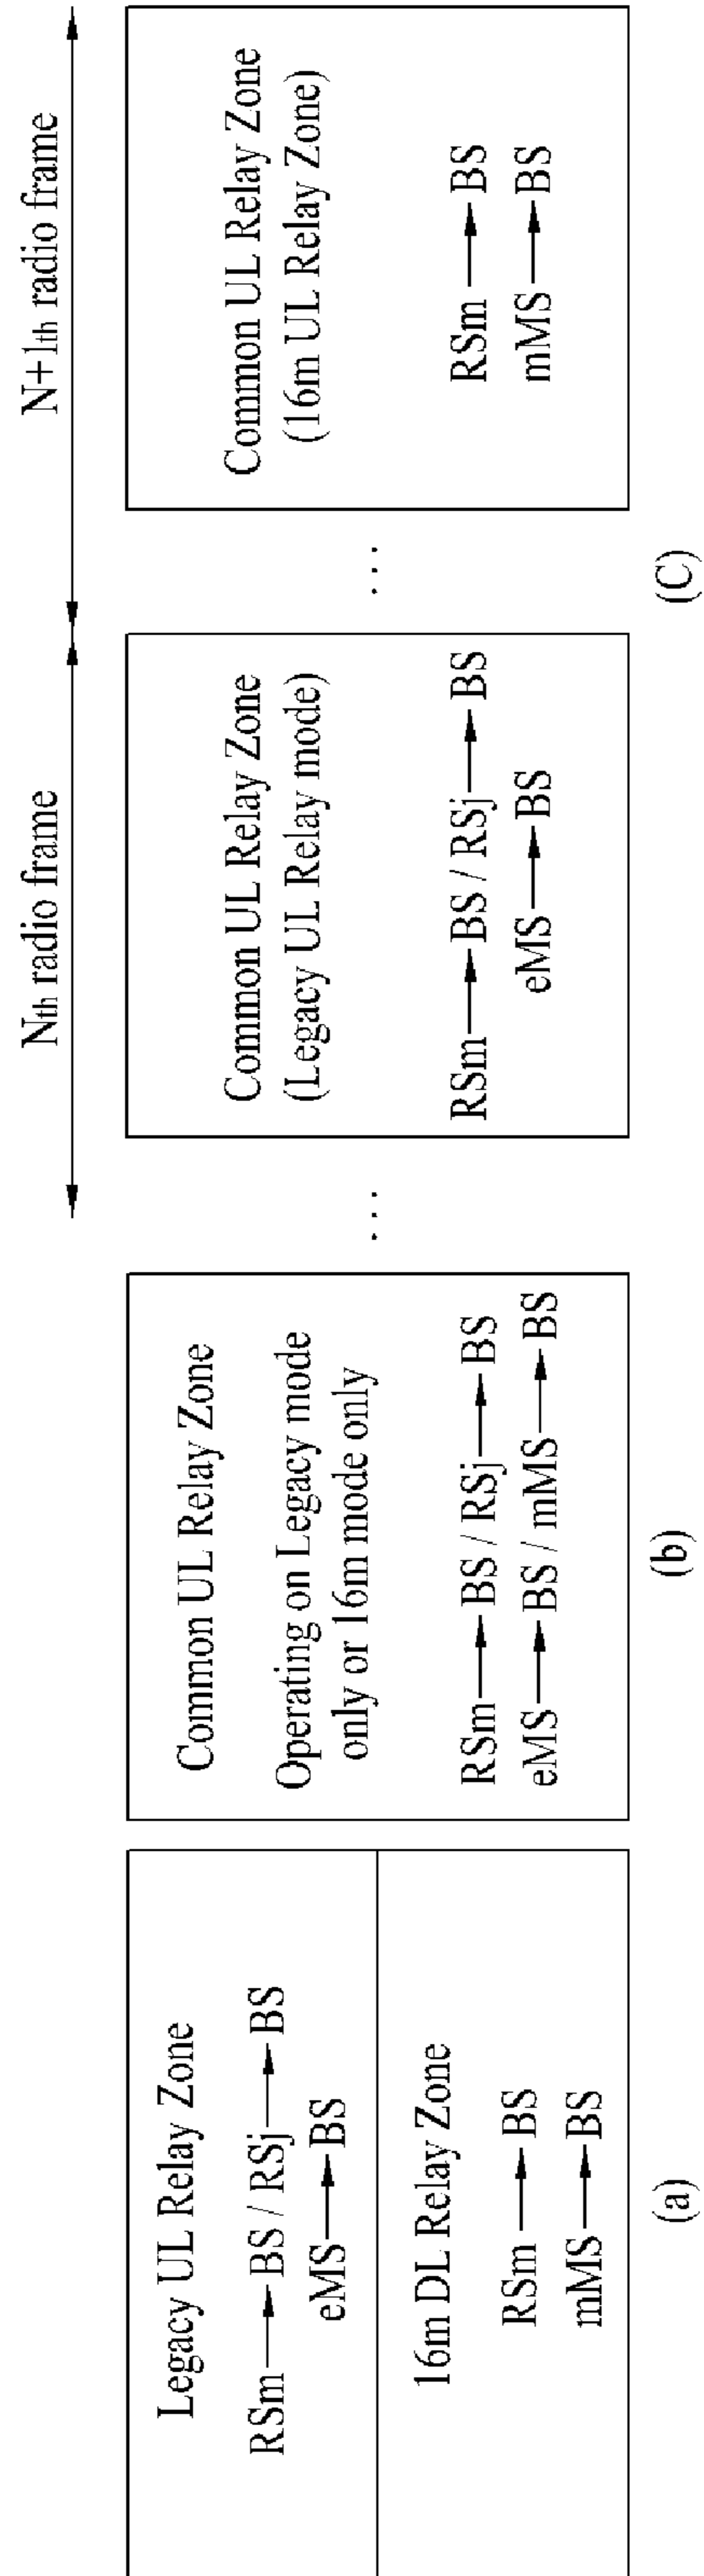 Nth radio frame
N+1th radio frame
Legacy UL Relay Zone
RSm → BS / RSj → BS
eMS → BS
16m DL Relay Zone
RSm → BS
mMS → BS
(a)
Common UL Relay Zone
Operating on Legacy mode
only or 16m mode only
RSm → BS / RSj → BS
eMS → BS / mMS → BS
(b)
...
Common UL Relay Zone
(Legacy UL Relay mode)
RSm → BS / RSj → BS
eMS → BS
...
Common UL Relay Zone
(16m UL Relay Zone)
RSm → BS
mMS → BS
(C)